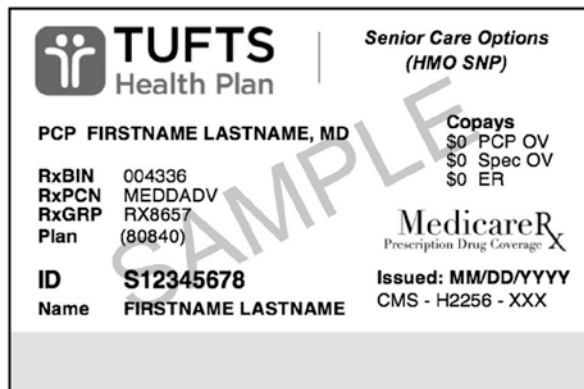 TUFTS
Health Plan
Senior Care Options
(HMO SNP)
PCP FIRSTNAME LASTNAME, MD
Copays
$0 PCP OV
$0 Spec OV
$0 ER
RxBIN 004336
RxPCN MEDDADV
RxGRP RX8657
Plan (80840)
MedicareRx
Prescription Drug Coverage
ID S12345678
Name FIRSTNAME LASTNAME
Issued: MM/DD/YYYY
CMS - H2256 - XXX
SAMPLE